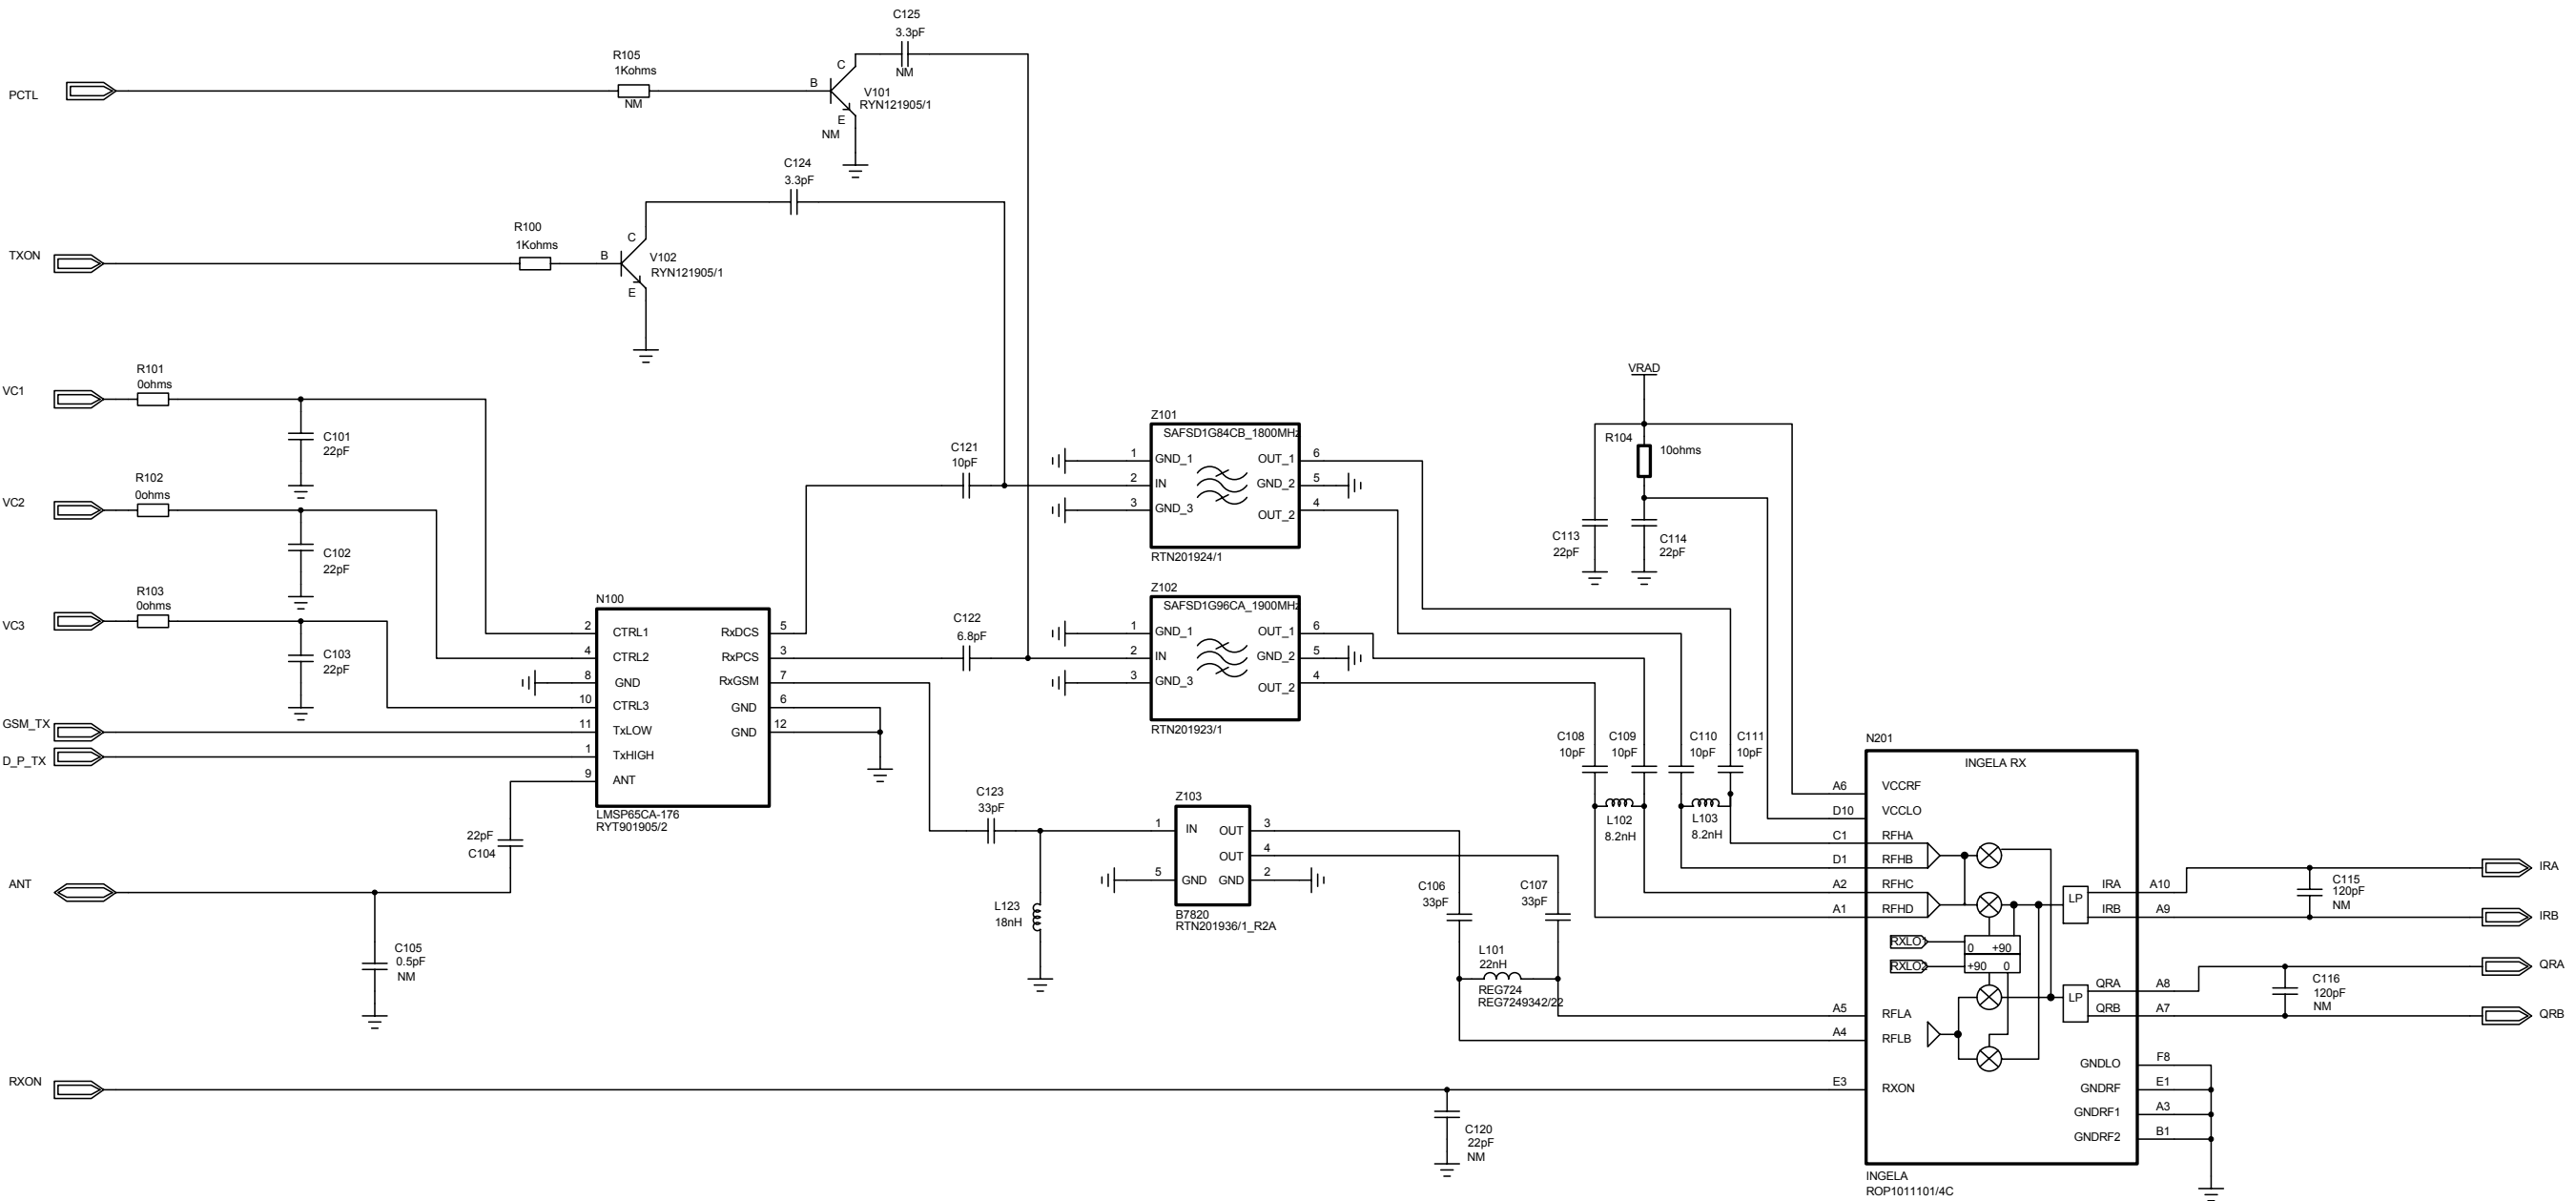 C125
3.3pF
NM
R105
1Kohms
NM
PCTL
B
C
E
V101
RYN121905/1
NM
C124
3.3pF
TXON
R100
1Kohms
B
C
E
V102
RYN121905/1
VC1
R101
0ohms
C101
22pF
VC2
R102
0ohms
C102
22pF
VC3
R103
0ohms
C103
22pF
GSM_TX
D_P_TX
N100
2 CTRL1 RxDCS 5
4 CTRL2 RxPCS 3
8 GND RxGSM 7
10 CTRL3 GND 6
11 TxLOW GND 12
1 TxHIGH
9 ANT
LMSP65CA-176
RYT901905/2
22pF
C104
ANT
C105
0.5pF
NM
RXON
C121
10pF
C122
6.8pF
C123
33pF
L123
18nH
Z101
SAFSD1G84CB_1800MHz
1 GND_1 OUT_1 6
2 IN GND_2 5
3 GND_3 OUT_2 4
RTN201924/1
Z102
SAFSD1G96CA_1900MHz
1 GND_1 OUT_1 6
2 IN GND_2 5
3 GND_3 OUT_2 4
RTN201923/1
Z103
1 IN OUT 3
OUT 4
5 GND GND 2
B7820
RTN201936/1_R2A
VRAD
R104
10ohms
C113
22pF
C114
22pF
C108
10pF
C109
10pF
C110
10pF
C111
10pF
L102
8.2nH
L103
8.2nH
C106
33pF
C107
33pF
L101
22nH
REG724
REG7249342/22
C120
22pF
NM
N201
INGELA RX
A6 VCCRF
D10 VCCLO
C1 RFHA
D1 RFHB
A2 RFHC
A1 RFHD
RXLO1
0 +90
RXLO2
+90 0
A5 RFLA
A4 RFLB
E3 RXON
LP
IRA A10
IRB A9
LP
QRA A8
QRB A7
GNDLO F8
GNDRF E1
GNDRF1 A3
GNDRF2 B1
INGELA
ROP1011101/4C
C115
120pF
NM
C116
120pF
NM
IRA
IRB
QRA
QRB